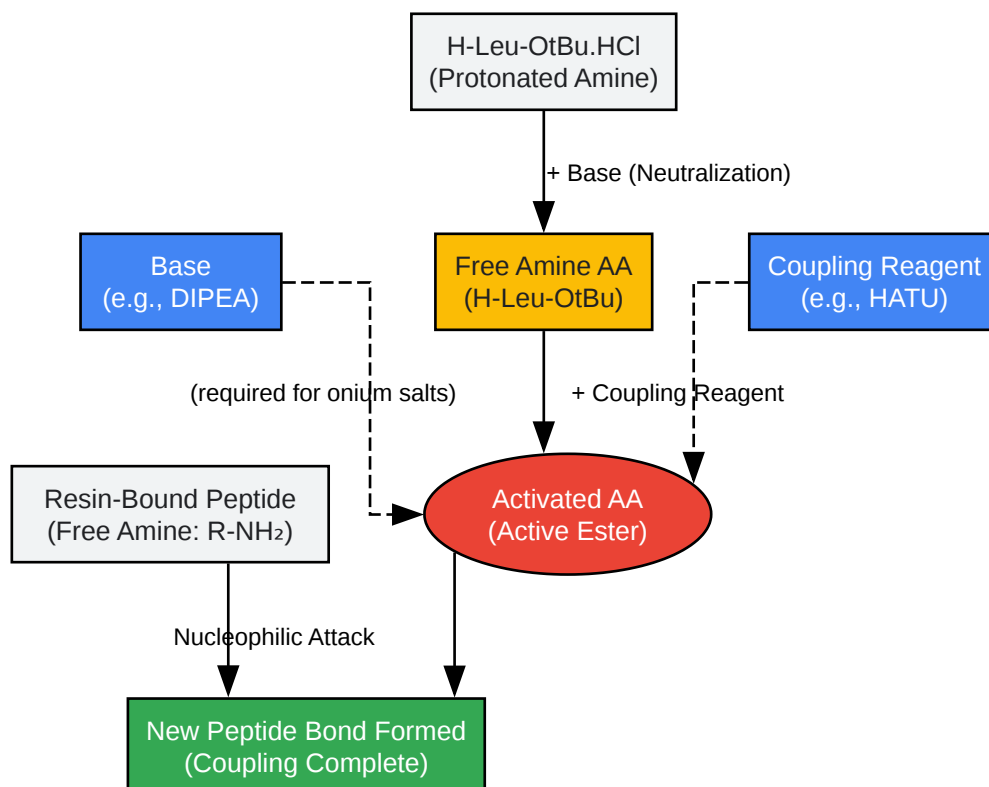 H-Leu-OtBu.HCl
(Protonated Amine)
+ Base (Neutralization)
Base
(e.g., DIPEA)
Free Amine AA
(H-Leu-OtBu)
Coupling Reagent
(e.g., HATU)
(required for onium salts)
+ Coupling Reagent
Resin-Bound Peptide
(Free Amine: R-NH₂)
Activated AA
(Active Ester)
Nucleophilic Attack
New Peptide Bond Formed
(Coupling Complete)